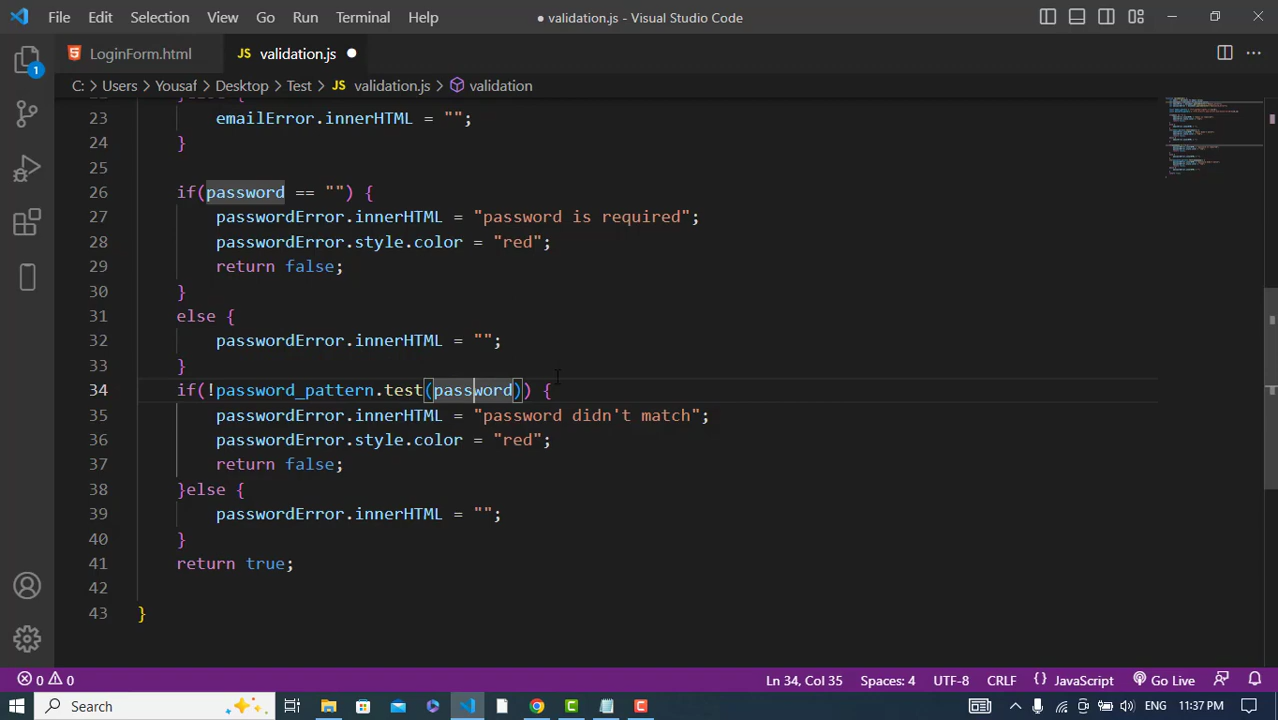 File Edit Selection View Go Run Terminal Help
● validation.js - Visual Studio Code
LoginForm.html JS validation.js ●
C: > Users > Yousaf > Desktop > Test > JS validation.js > validation
23 emailError.innerHTML = "";
24 }
25
26 if(password == "") {
27 passwordError.innerHTML = "password is required";
28 passwordError.style.color = "red";
29 return false;
30 }
31 else {
32 passwordError.innerHTML = "";
33 }
34 if(!password_pattern.test(password)) {
35 passwordError.innerHTML = "password didn't match";
36 passwordError.style.color = "red";
37 return false;
38 }else {
39 passwordError.innerHTML = "";
40 }
41 return true;
42
43 }
1
0 0 Ln 34, Col 35 Spaces: 4 UTF-8 CRLF {} JavaScript Go Live
Search ENG 11:37 PM